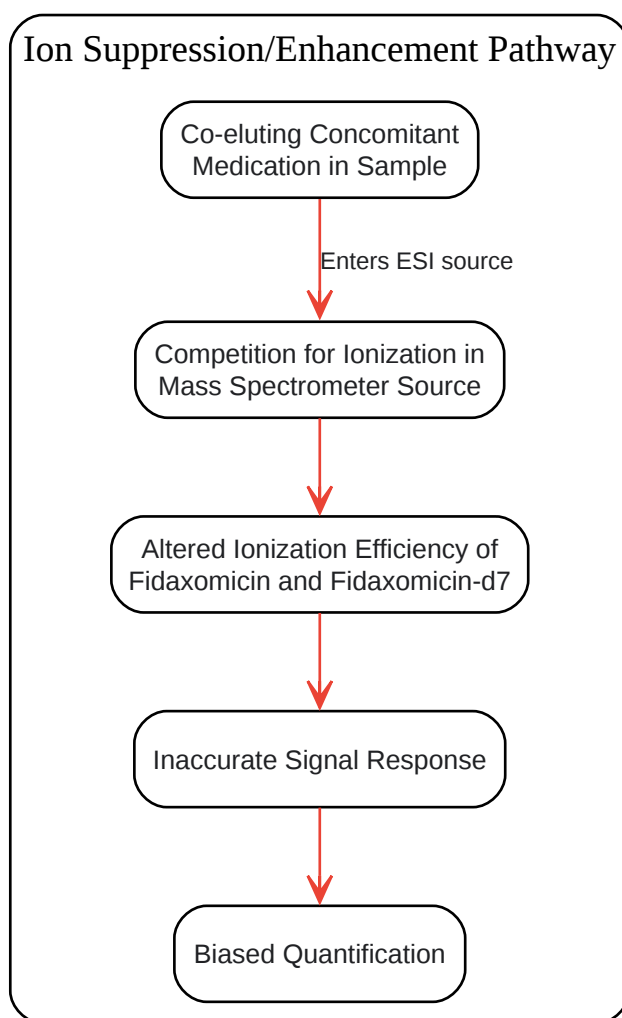 Ion Suppression/Enhancement Pathway
Co-eluting Concomitant
Medication in Sample
Enters ESI source
Competition for Ionization in
Mass Spectrometer Source
Altered Ionization Efficiency of
Fidaxomicin and Fidaxomicin-d7
Inaccurate Signal Response
Biased Quantification